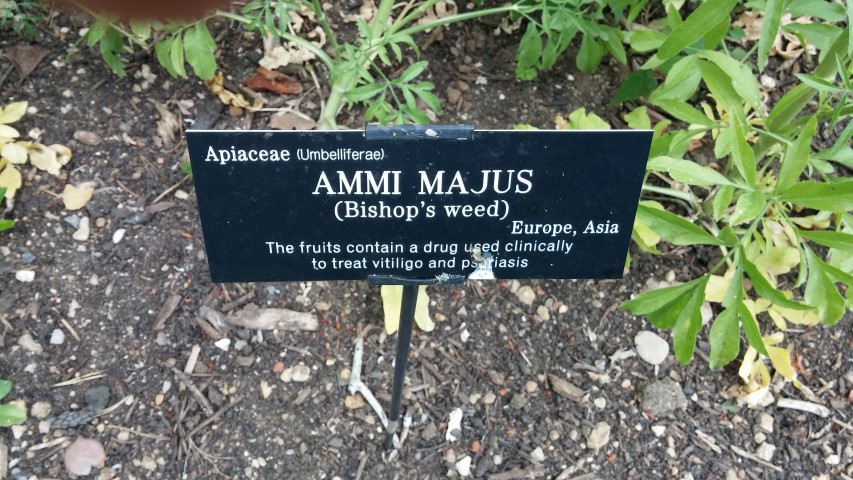 Apiaceae (Umbelliferae)
AMMI MAJUS
(Bishop's weed)
Europe, Asia
The fruits contain a drug used clinically
to treat vitiligo and psoriasis